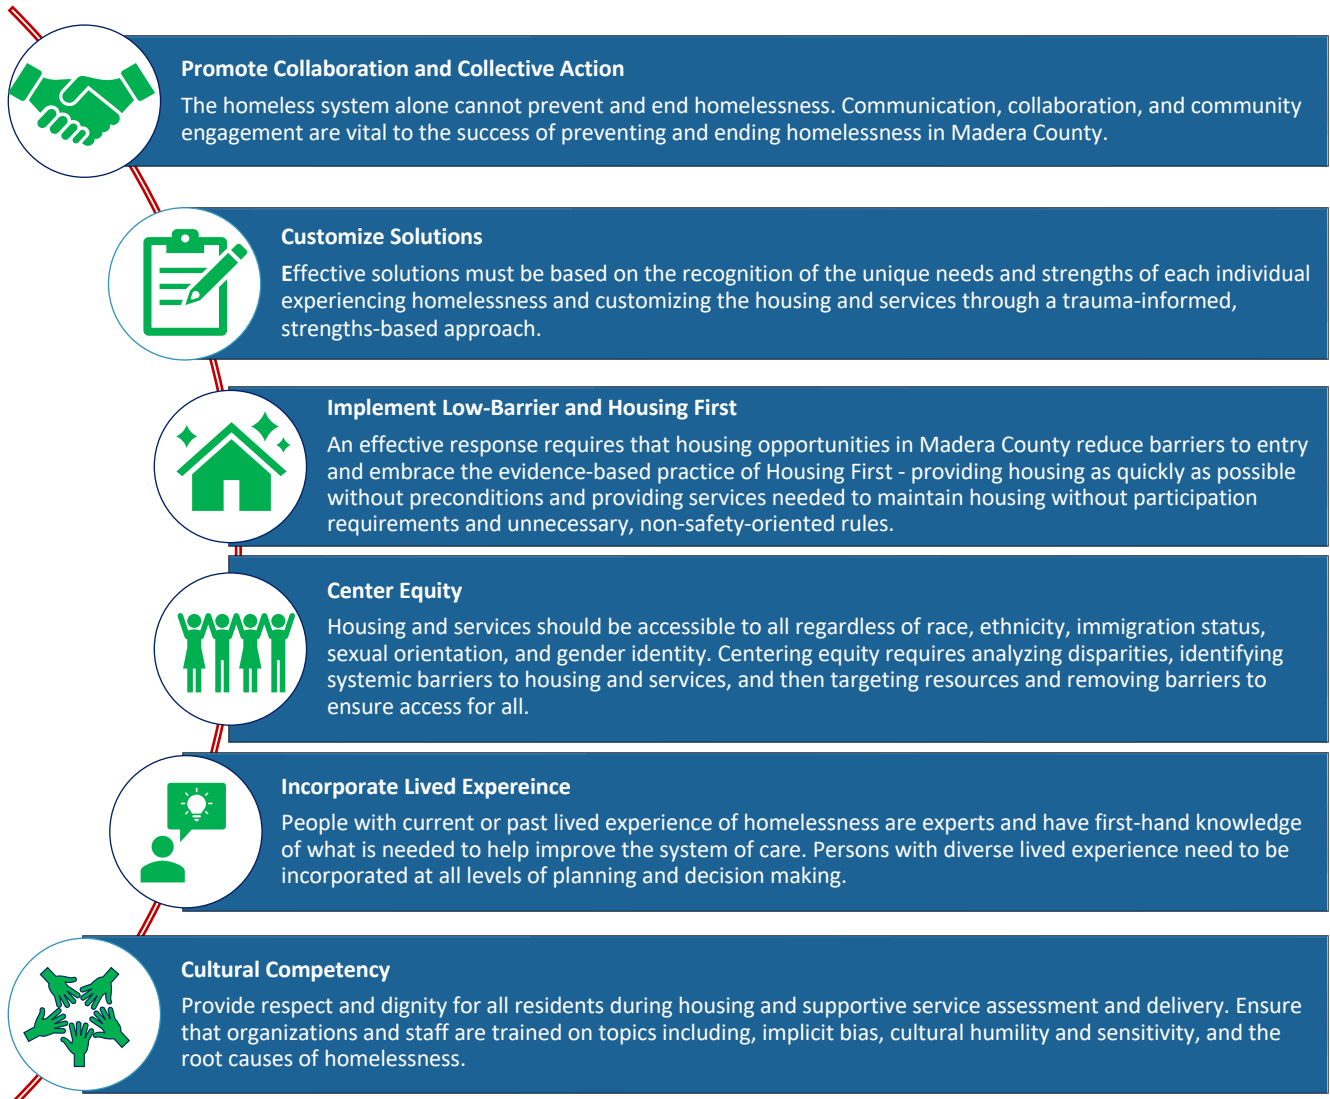 Promote Collaboration and Collective Action
The homeless system alone cannot prevent and end homelessness. Communication, collaboration, and community
engagement are vital to the success of preventing and ending homelessness in Madera County.
Customize Solutions
Effective solutions must be based on the recognition of the unique needs and strengths of each individual
experiencing homelessness and customizing the housing and services through a trauma-informed,
strengths-based approach.
Implement Low-Barrier and Housing First
An effective response requires that housing opportunities in Madera County reduce barriers to entry
and embrace the evidence-based practice of Housing First - providing housing as quickly as possible
without preconditions and providing services needed to maintain housing without participation
requirements and unnecessary, non-safety-oriented rules.
Center Equity
Housing and services should be accessible to all regardless of race, ethnicity, immigration status,
sexual orientation, and gender identity. Centering equity requires analyzing disparities, identifying
systemic barriers to housing and services, and then targeting resources and removing barriers to
ensure access for all.
Incorporate Lived Expereince
People with current or past lived experience of homelessness are experts and have first-hand knowledge
of what is needed to help improve the system of care. Persons with diverse lived experience need to be
incorporated at all levels of planning and decision making.
Cultural Competency
Provide respect and dignity for all residents during housing and supportive service assessment and delivery. Ensure
that organizations and staff are trained on topics including, implicit bias, cultural humility and sensitivity, and the
root causes of homelessness.